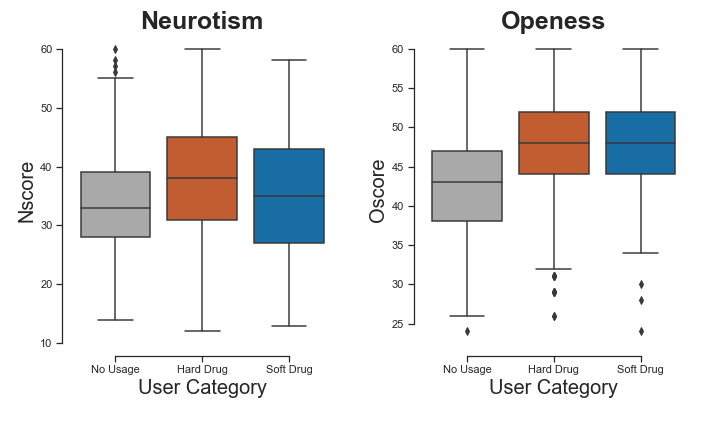 Neurotism
Nscore
60
50
40
30
20
10
No Usage
Hard Drug
Soft Drug
User Category
Openess
Oscore
60
55
50
45
40
35
30
25
No Usage
Hard Drug
Soft Drug
User Category